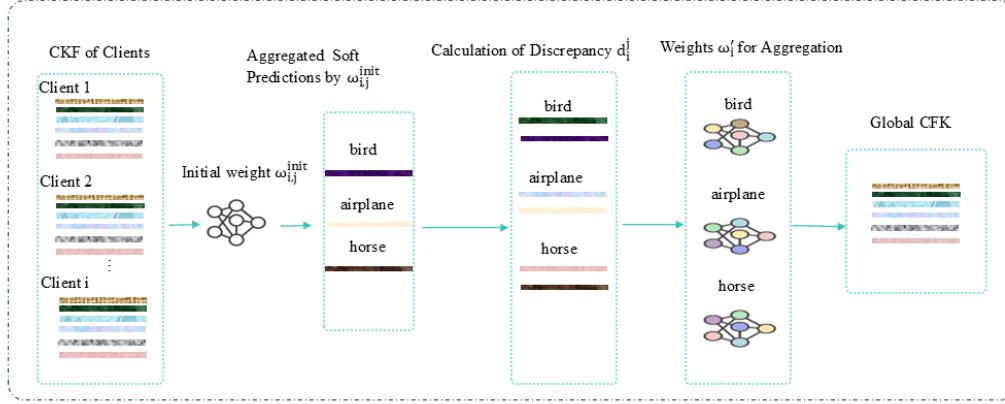 CKF of Clients
Client 1
Client 2
⋮
Client i
Initial weight ω_{i,j}^{init}
Aggregated Soft
Predictions by ω_{i,j}^{init}
bird
airplane
horse
Calculation of Discrepancy d_i^j
bird
airplane
horse
Weights ω_i′ for Aggregation
bird
airplane
horse
Global CFK